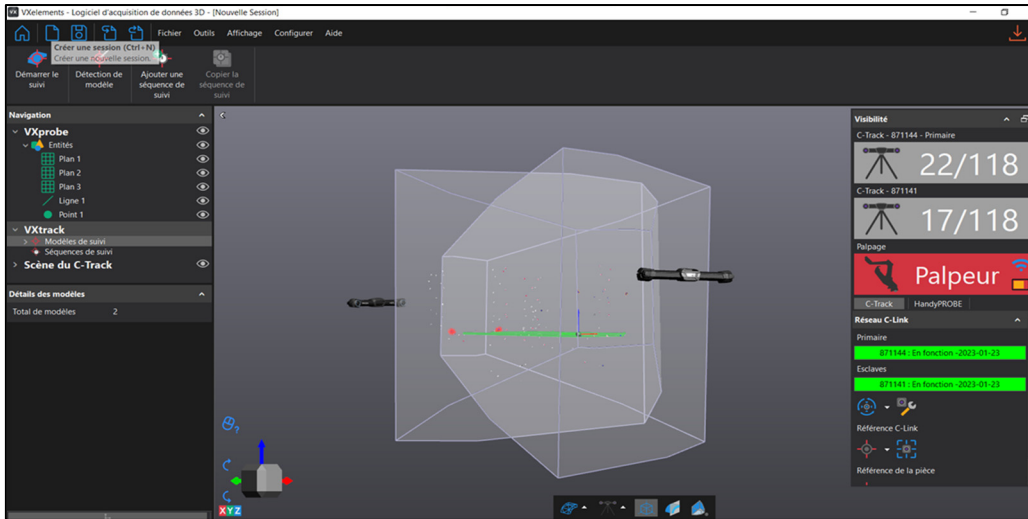 VXelements - Logiciel d'acquisition de données 3D - [Nouvelle Session]
Fichier Outils Affichage Configurer Aide
Créer une session (Ctrl+N)
Créer une nouvelle session.
Démarrer le suivi
Détection de modèle
Ajouter une séquence de suivi
Copier la séquence de suivi
Navigation
VXprobe
Entités
Plan 1
Plan 2
Plan 3
Ligne 1
Point 1
VXtrack
Modèles de suivi
Séquences de suivi
Scène du C-Track
Détails des modèles
Total de modèles 2
XYZ
Visibilité
C-Track - 871144 - Primaire
22/118
C-Track - 871141
17/118
Palpage
Palpeur
C-Track HandyPROBE
Réseau C-Link
Primaire
871144 : En fonction -2023-01-23
Esclaves
871141 : En fonction -2023-01-23
Référence C-Link
Référence de la pièce